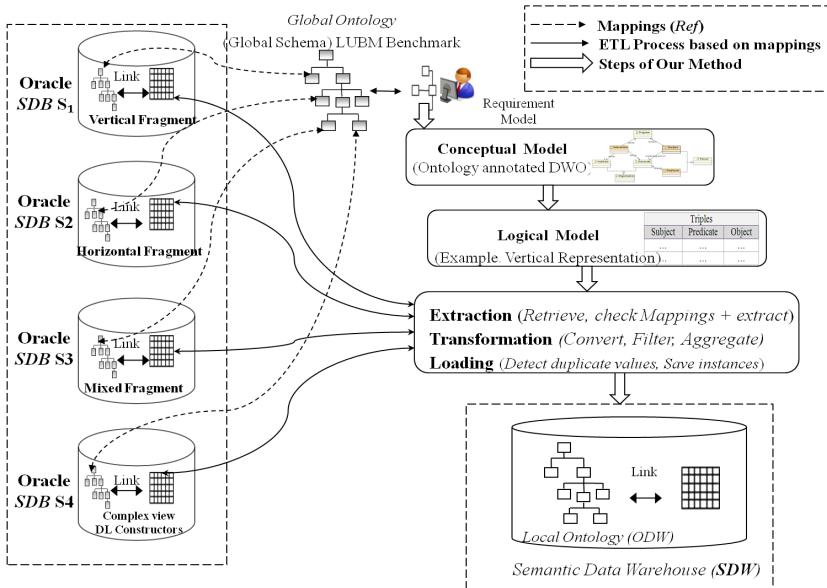 Global Ontology
(Global Schema) LUBM Benchmark
Mappings (Ref)
ETL Process based on mappings
Steps of Our Method
Oracle
SDB S1
Link
Vertical Fragment
Oracle
SDB S2
Link
Horizontal Fragment
Oracle
SDB S3
Link
Mixed Fragment
Oracle
SDB S4
Link
Complex view
DL Constructors
Requirement
Model
Conceptual Model
(Ontology annotated DWO)
Logical Model
(Example. Vertical Representation)
Triples
Subject Predicate Object
... ... ...
... ... ...
Extraction (Retrieve, check Mappings + extract)
Transformation (Convert, Filter, Aggregate)
Loading (Detect duplicate values, Save instances)
Link
Local Ontology (ODW)
Semantic Data Warehouse (SDW)